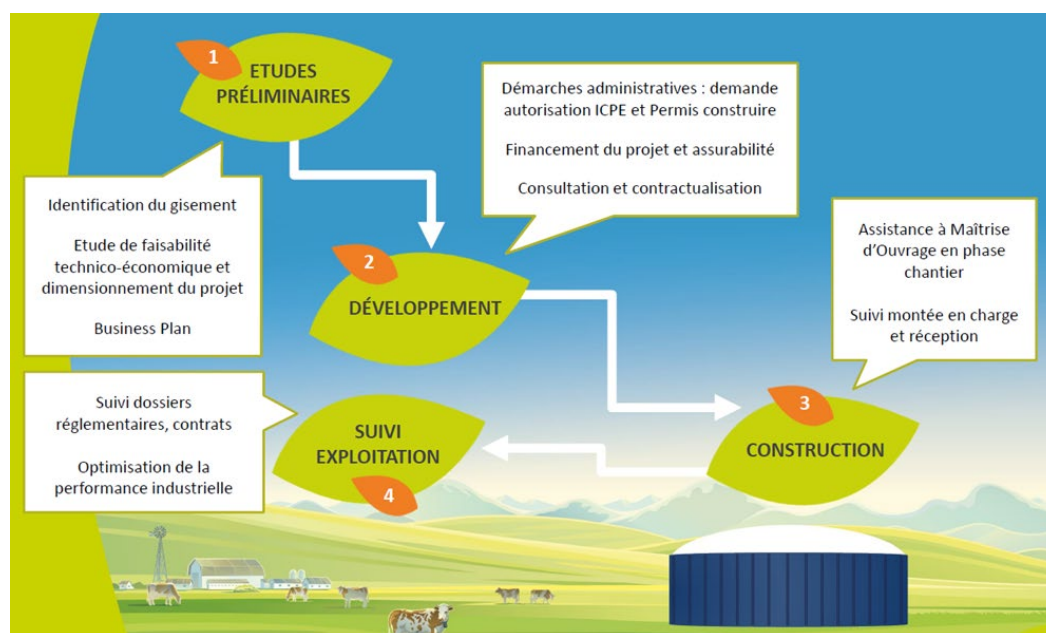 1
ETUDES
PRÉLIMINAIRES
Identification du gisement
Etude de faisabilité
technico-économique et
dimensionnement du projet
Business Plan
2
DÉVELOPPEMENT
Démarches administratives : demande
autorisation ICPE et Permis construire
Financement du projet et assurabilité
Consultation et contractualisation
3
CONSTRUCTION
Assistance à Maîtrise
d’Ouvrage en phase
chantier
Suivi montée en charge
et réception
SUIVI
EXPLOITATION
4
Suivi dossiers
réglementaires, contrats
Optimisation de la
performance industrielle